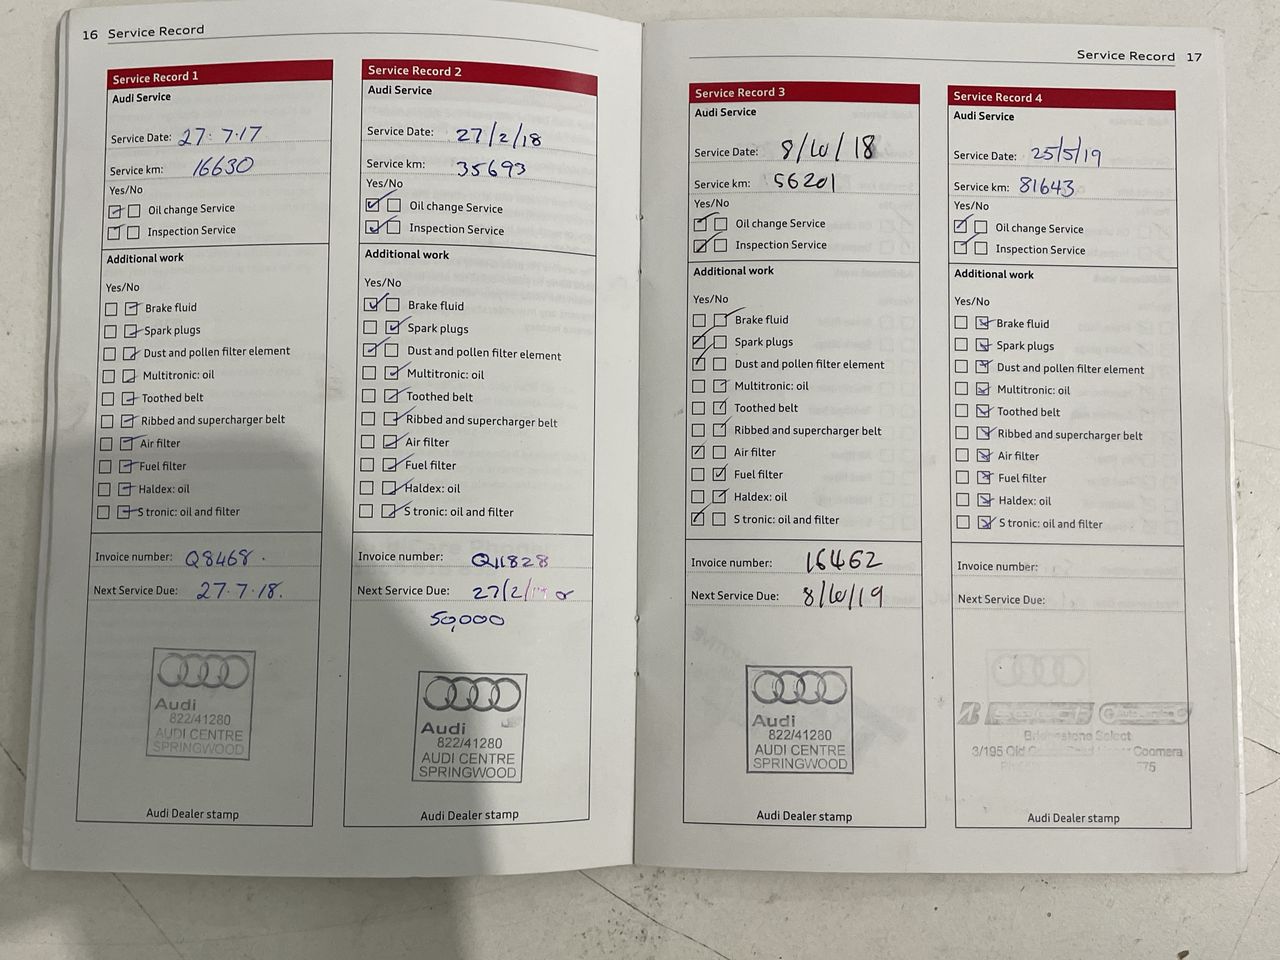 16 Service Record
Service Record 1
Audi Service
Service Date: 27.7.17
Service km: 16630
Yes/No
Oil change Service
Inspection Service
Additional work
Yes/No
Brake fluid
Spark plugs
Dust and pollen filter element
Multitronic: oil
Toothed belt
Ribbed and supercharger belt
Air filter
Fuel filter
Haldex: oil
S tronic: oil and filter
Invoice number: Q8468.
Next Service Due: 27.7.18.
Audi
822/41280
AUDI CENTRE
SPRINGWOOD
Audi Dealer stamp
Service Record 2
Audi Service
Service Date: 27/2/18
Service km: 35693
Yes/No
Oil change Service
Inspection Service
Additional work
Yes/No
Brake fluid
Spark plugs
Dust and pollen filter element
Multitronic: oil
Toothed belt
Ribbed and supercharger belt
Air filter
Fuel filter
Haldex: oil
S tronic: oil and filter
Invoice number: Q11828
Next Service Due: 27/2/ or
50,000
Audi
822/41280
AUDI CENTRE
SPRINGWOOD
Audi Dealer stamp
Service Record 17
Service Record 3
Audi Service
Service Date: 8/10/18
Service km: 56201
Yes/No
Oil change Service
Inspection Service
Additional work
Yes/No
Brake fluid
Spark plugs
Dust and pollen filter element
Multitronic: oil
Toothed belt
Ribbed and supercharger belt
Air filter
Fuel filter
Haldex: oil
S tronic: oil and filter
Invoice number: 16462
Next Service Due: 8/10/19
Audi
822/41280
AUDI CENTRE
SPRINGWOOD
Audi Dealer stamp
Service Record 4
Audi Service
Service Date: 25/5/19
Service km: 81643
Yes/No
Oil change Service
Inspection Service
Additional work
Yes/No
Brake fluid
Spark plugs
Dust and pollen filter element
Multitronic: oil
Toothed belt
Ribbed and supercharger belt
Air filter
Fuel filter
Haldex: oil
S tronic: oil and filter
Invoice number:
Next Service Due:
Select
Bridgestone Select
3/195 Old Coomera
Audi Dealer stamp